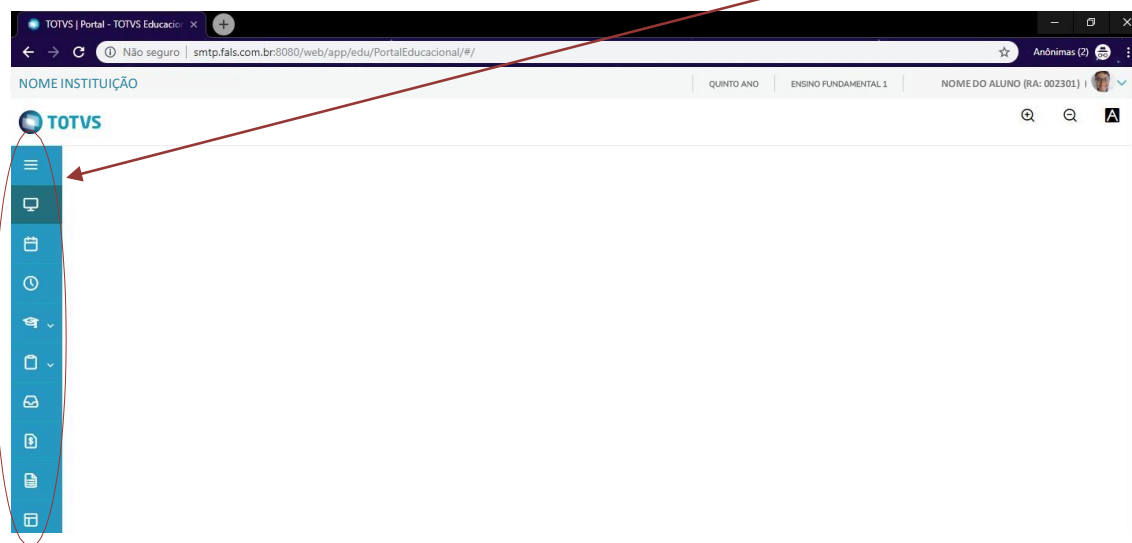 TOTVS | Portal - TOTVS Educacior
Não seguro | smtp.fals.com.br:8080/web/app/edu/PortalEducacional/#/
Anônimas (2)
NOME INSTITUIÇÃO
QUINTO ANO
ENSINO FUNDAMENTAL 1
NOME DO ALUNO (RA: 002301)
TOTVS
A